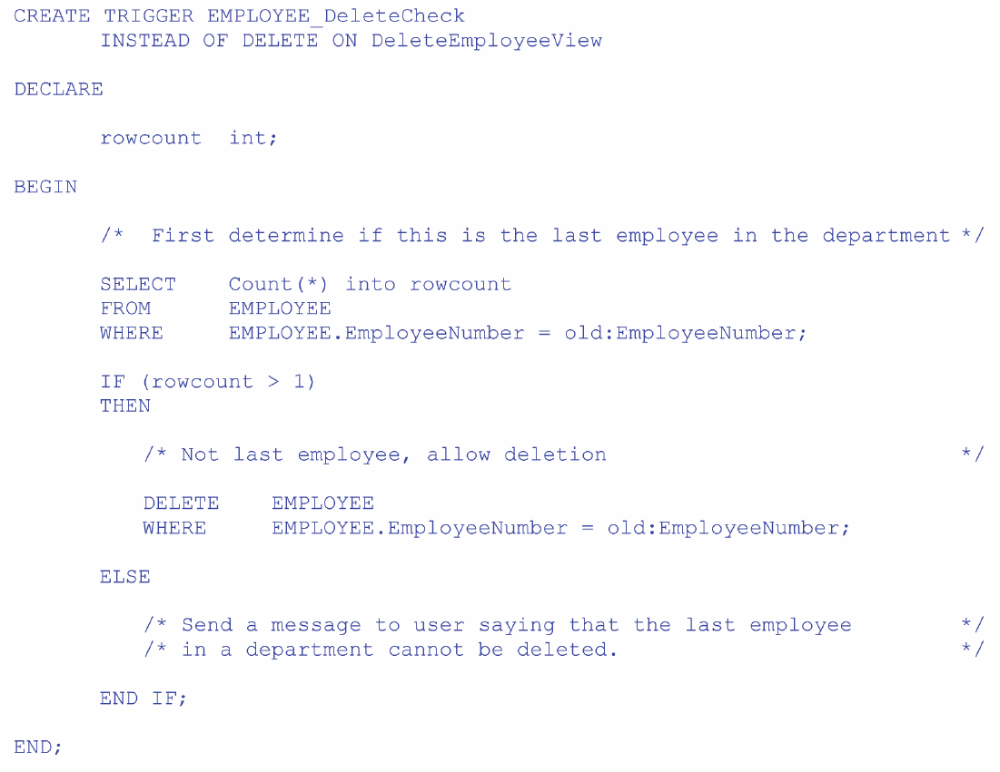 CREATE TRIGGER EMPLOYEE_DeleteCheck
INSTEAD OF DELETE ON DeleteEmployeeView
DECLARE
rowcount int;
BEGIN
/* First determine if this is the last employee in the department */
SELECT Count(*) into rowcount
FROM EMPLOYEE
WHERE EMPLOYEE.EmployeeNumber = old:EmployeeNumber;
IF (rowcount > 1)
THEN
/* Not last employee, allow deletion */
DELETE EMPLOYEE
WHERE EMPLOYEE.EmployeeNumber = old:EmployeeNumber;
ELSE
/* Send a message to user saying that the last employee */
/* in a department cannot be deleted. */
END IF;
END;